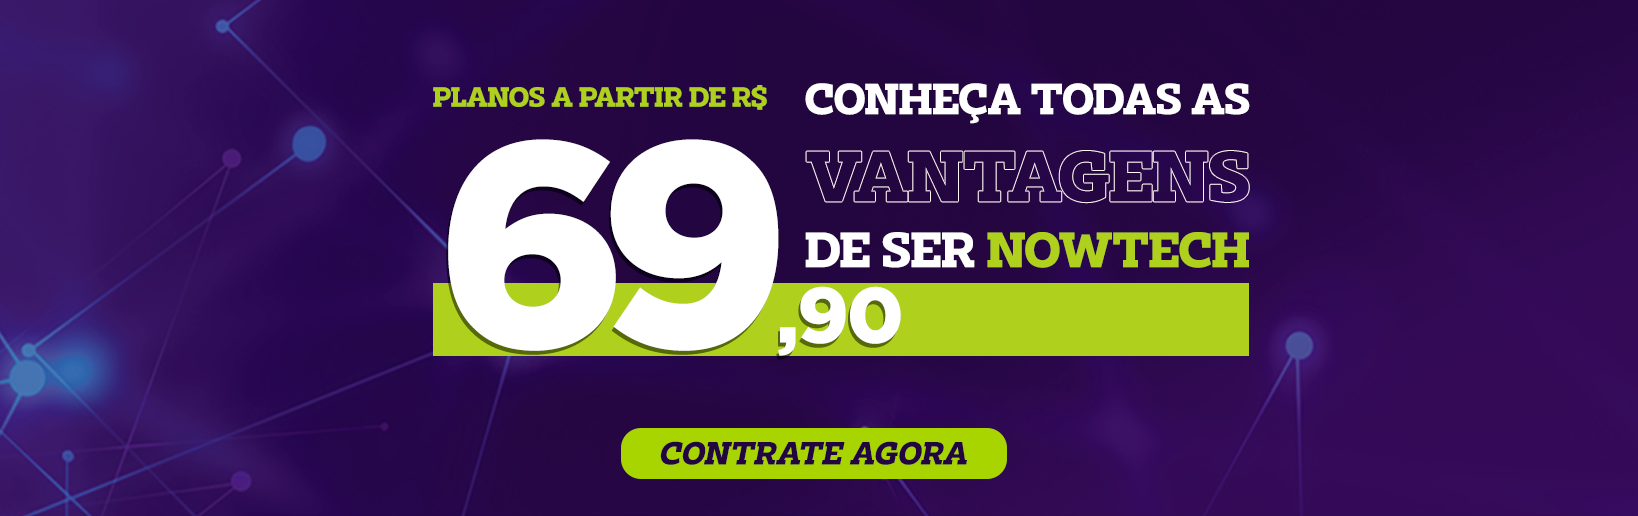 PLANOS A PARTIR DE R$
69,90
CONHEÇA TODAS AS
VANTAGENS
DE SER NOWTECH
CONTRATE AGORA